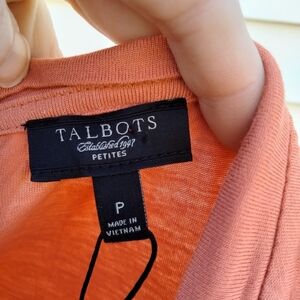 TALBOTS
Established 1947
PETITES
P
MADE IN
VIETNAM